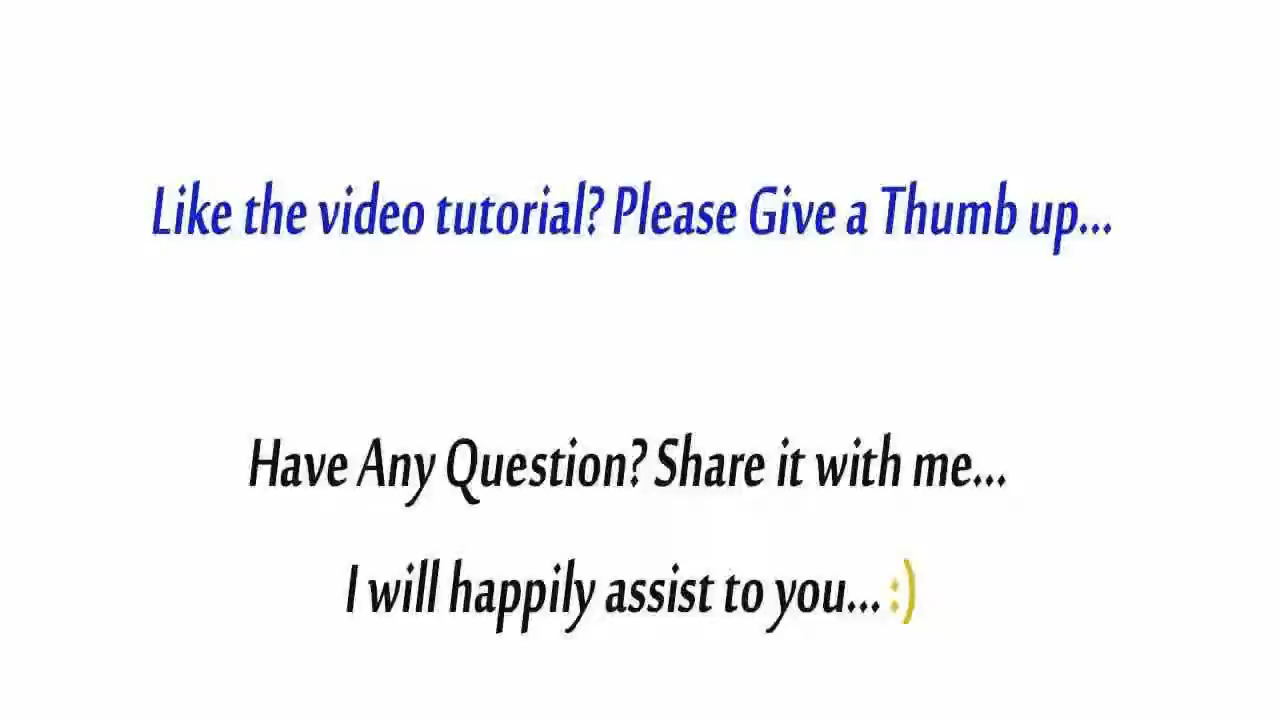 Like the video tutorial? Please Give a Thumb up...
Have Any Question? Share it with me...
I will happily assist to you... :)